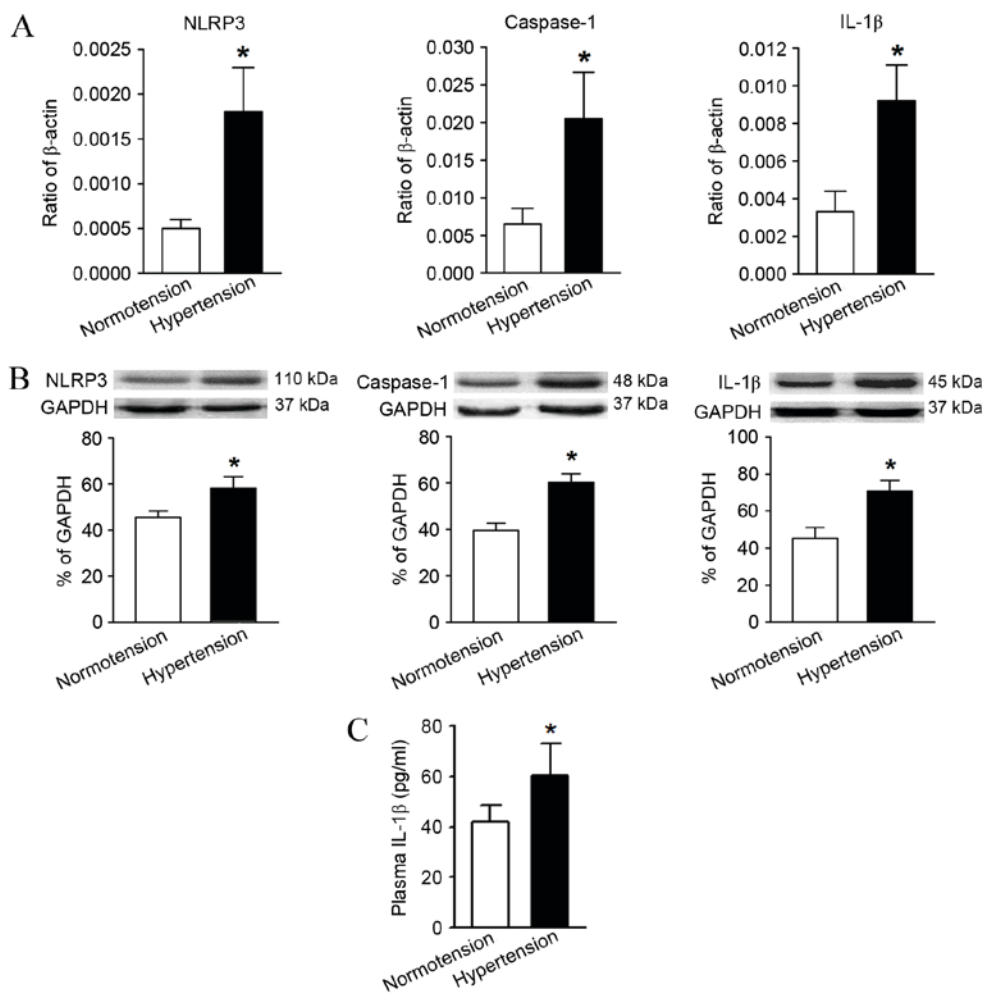 A
NLRP3
Ratio of β-actin
0.0025
0.0020
0.0015
0.0010
0.0005
0.0000
*
Normotension
Hypertension
Caspase-1
Ratio of β-actin
0.030
0.025
0.020
0.015
0.010
0.005
0.000
*
Normotension
Hypertension
IL-1β
Ratio of β-actin
0.012
0.010
0.008
0.006
0.004
0.002
0.000
*
Normotension
Hypertension
B
NLRP3 110 kDa
GAPDH 37 kDa
% of GAPDH
80
60
40
20
0
*
Normotension
Hypertension
Caspase-1 48 kDa
GAPDH 37 kDa
% of GAPDH
80
60
40
20
0
*
Normotension
Hypertension
IL-1β 45 kDa
GAPDH 37 kDa
% of GAPDH
100
80
60
40
20
0
*
Normotension
Hypertension
C
Plasma IL-1β (pg/ml)
80
60
40
20
0
*
Normotension
Hypertension